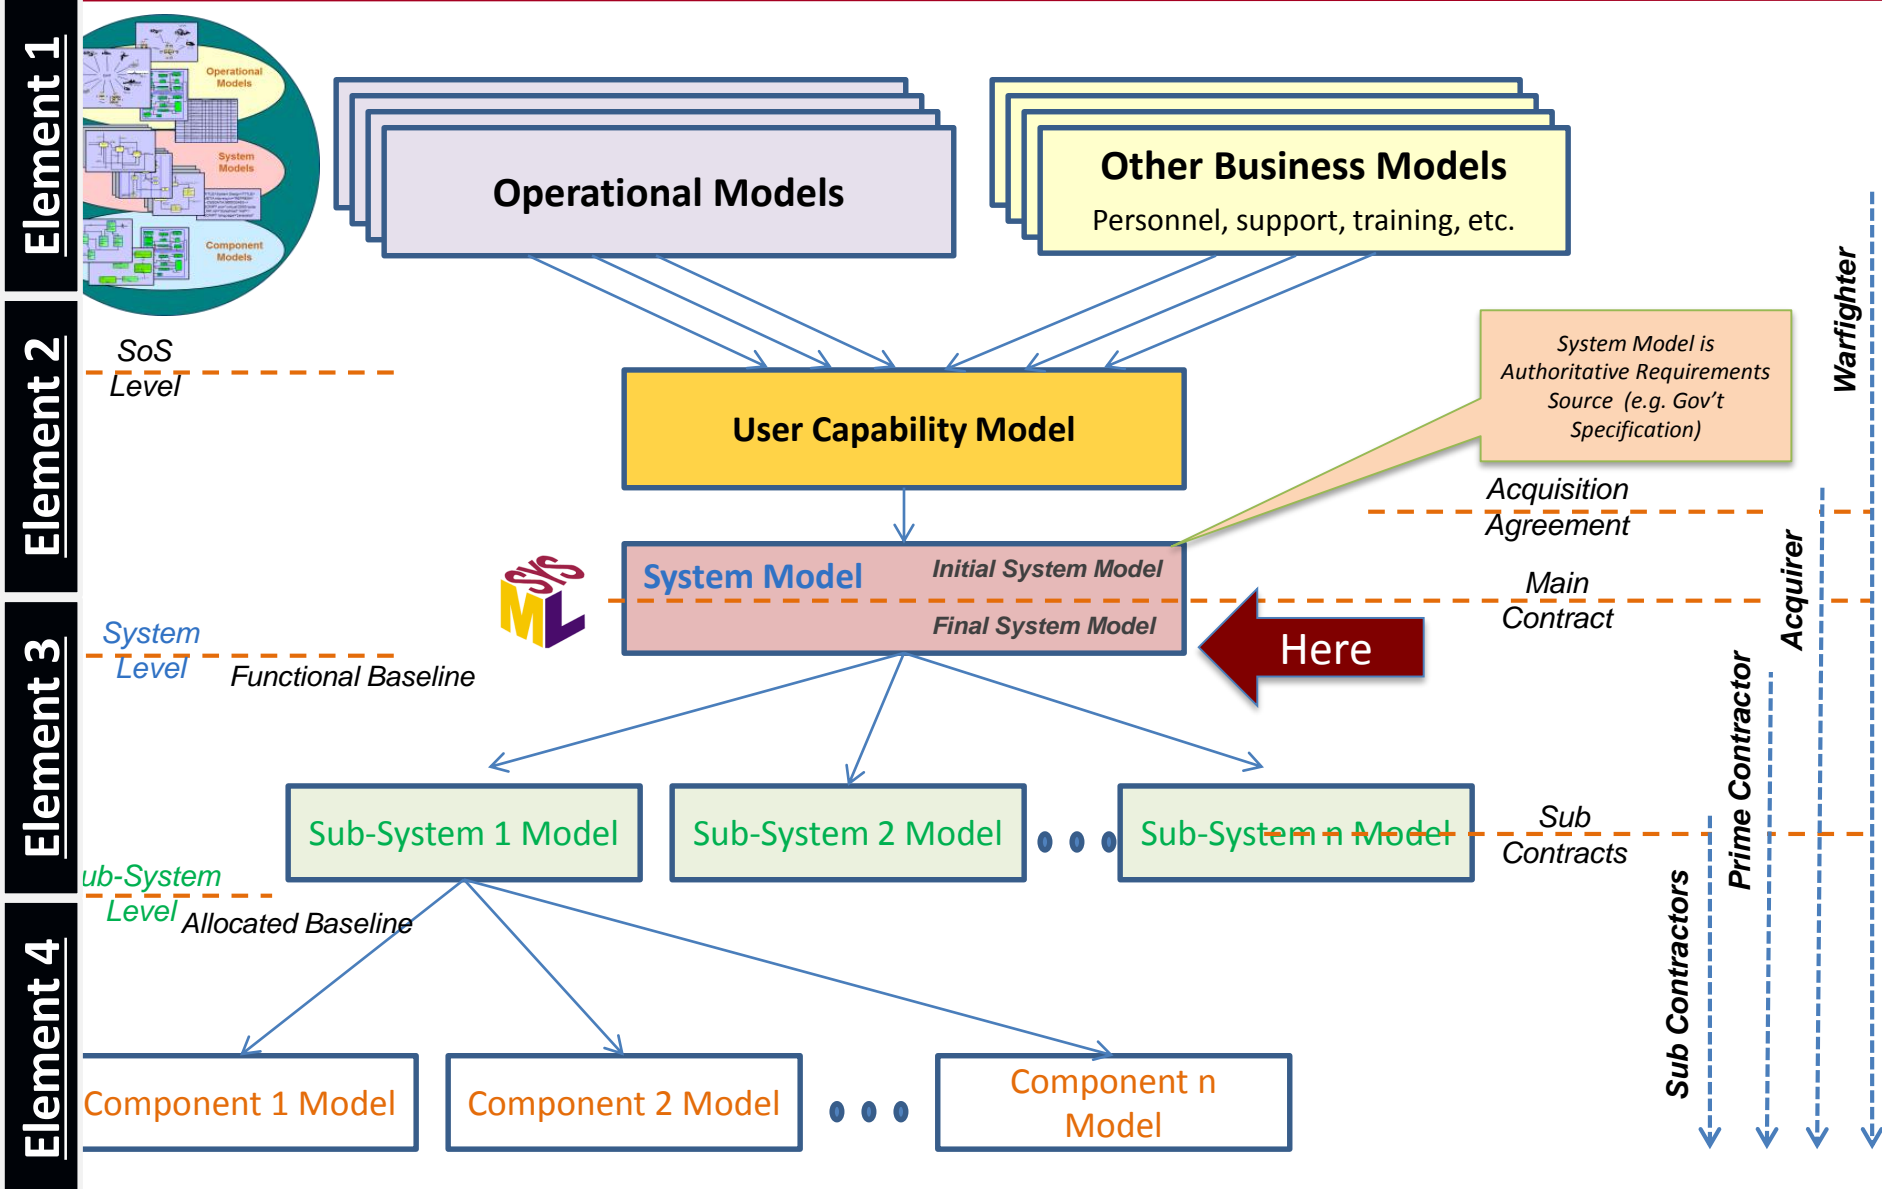 Element 1
Element 2
Element 3
Element 4
Operational
Models
System
Models
Component
Models
Operational Models
Other Business Models
Personnel, support, training, etc.
SoS
Level
User Capability Model
System Model is
Authoritative Requirements
Source (e.g. Gov’t
Specification)
Warfighter
Acquisition
Agreement
SYS
ML
System Model
Initial System Model
Final System Model
Main
Contract
Acquirer
Here
System
Level
Functional Baseline
Prime Contractor
Sub-System 1 Model
Sub-System 2 Model
Sub-System n Model
Sub
Contracts
ub-System
Level
Allocated Baseline
Sub Contractors
Component 1 Model
Component 2 Model
Component n
Model